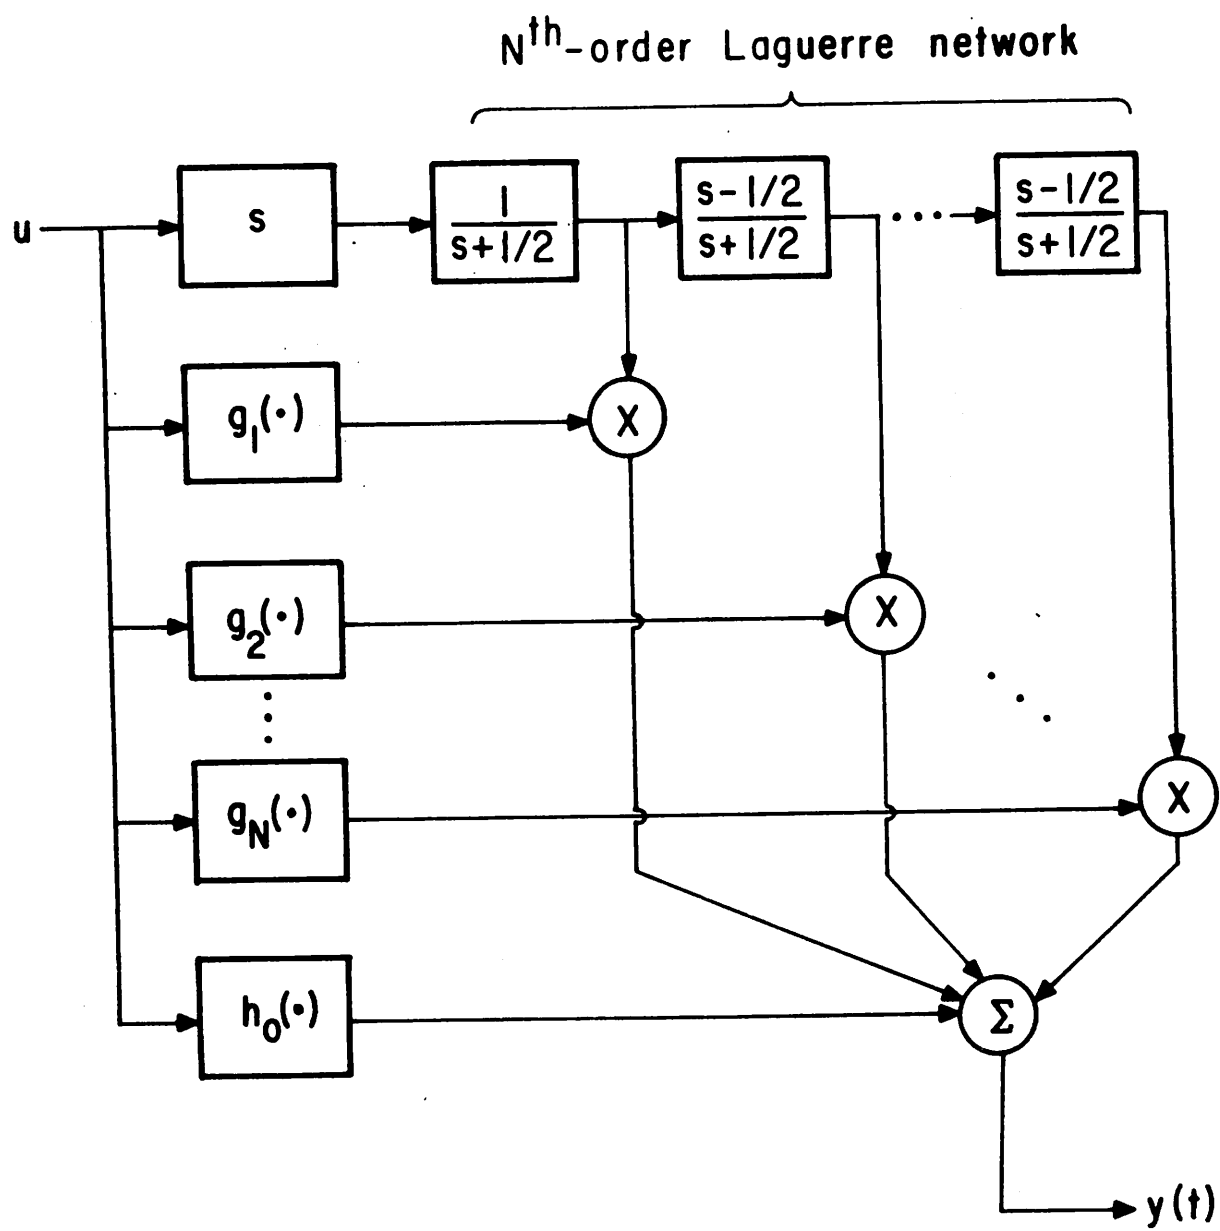 Nth-order Laguerre network
u
s
1
s+1/2
s-1/2
s+1/2
s-1/2
s+1/2
g1(·)
X
g2(·)
X
gN(·)
X
h0(·)
Σ
y(t)